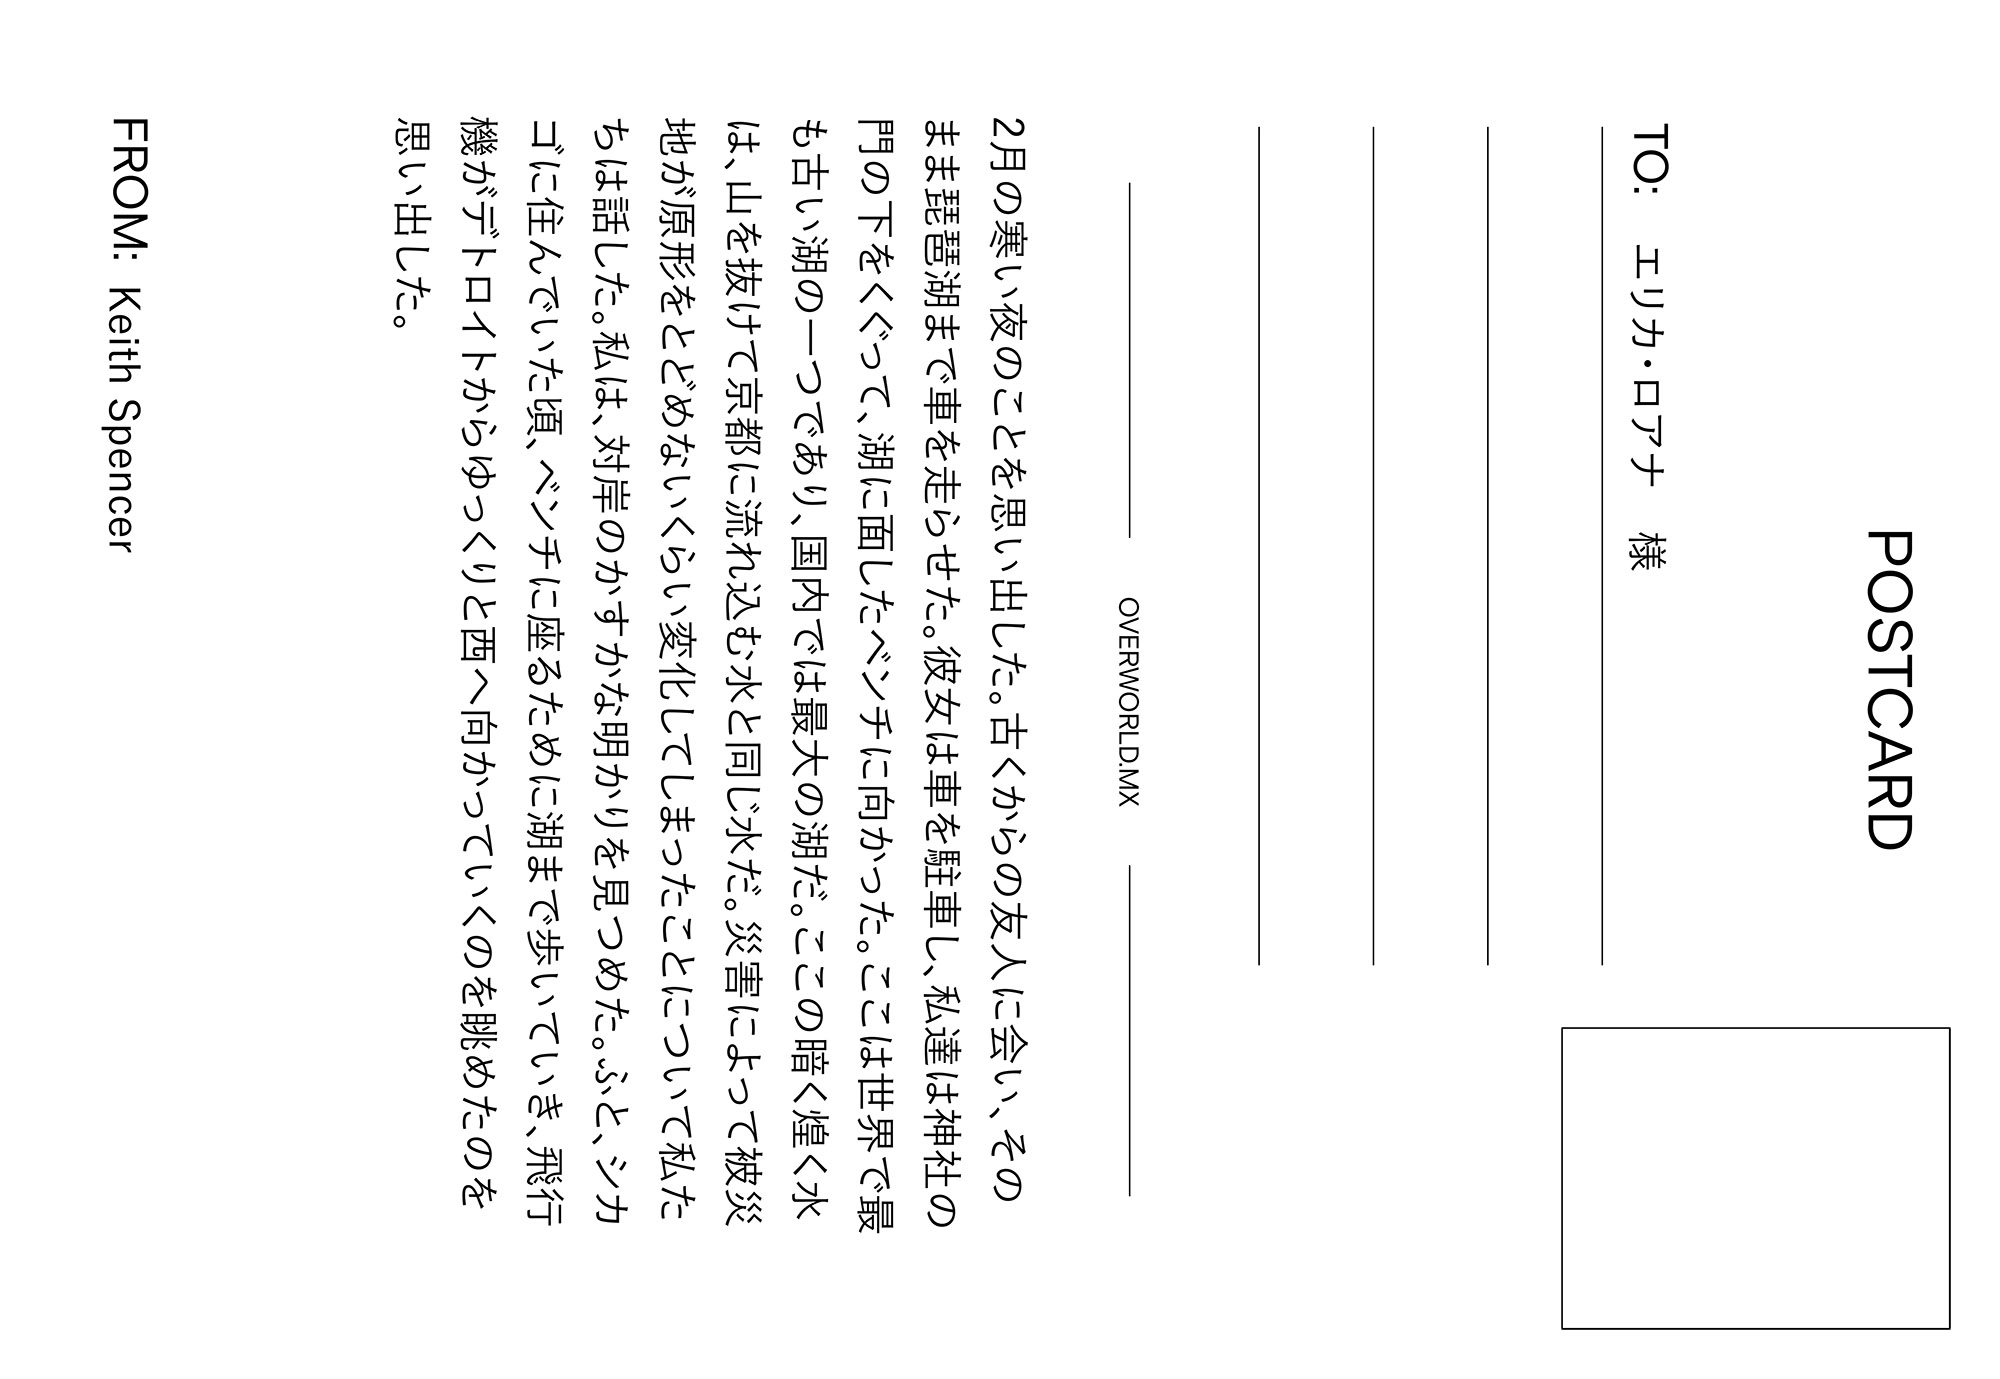 POSTCARD
TO:　エリカ・ロアナ　様
OVERWORLD.MX
2月の寒い夜のことを思い出した。古くからの友人に会い、その
まま琵琶湖まで車を走らせた。彼女は車を駐車し、私達は神社の
門の下をくぐって、湖に面したベンチに向かった。ここは世界で最
も古い湖の一つであり、国内では最大の湖だ。ここの暗く煌く水
は、山を抜けて京都に流れ込む水と同じ水だ。災害によって被災
地が原形をとどめないくらい変化してしまったことについて私た
ちは話した。私は、対岸のかすかな明かりを見つめた。ふと、シカ
ゴに住んでいた頃、ベンチに座るために湖まで歩いていき、飛行
機がデトロイトからゆっくりと西へ向かっていくのを眺めたのを
思い出した。
FROM: Keith Spencer